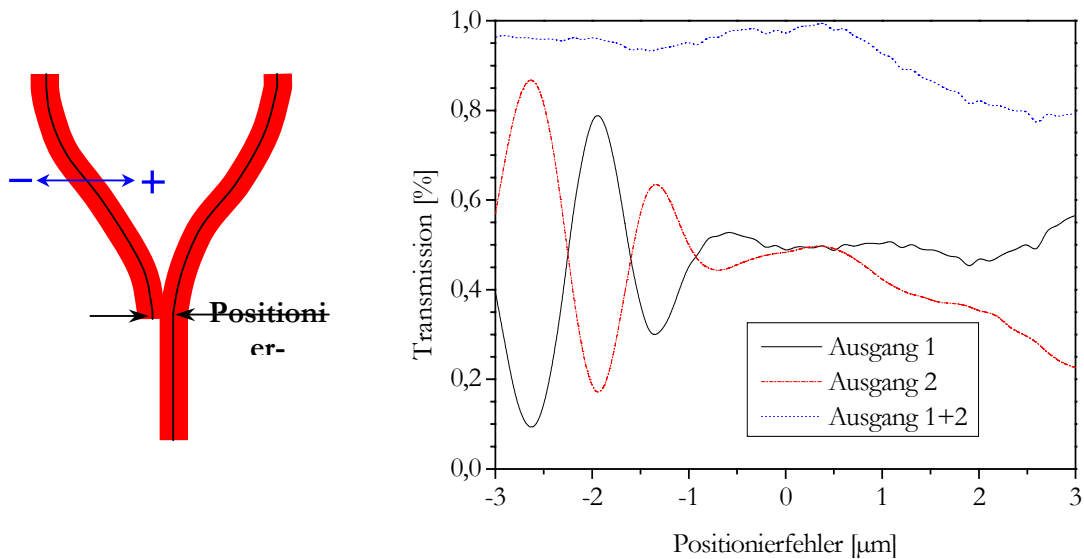 − +
Positioni
er-
Transmission [%]
1,0
0,8
0,6
0,4
0,2
0,0
Ausgang 1
Ausgang 2
Ausgang 1+2
-3 -2 -1 0 1 2 3
Positionierfehler [µm]